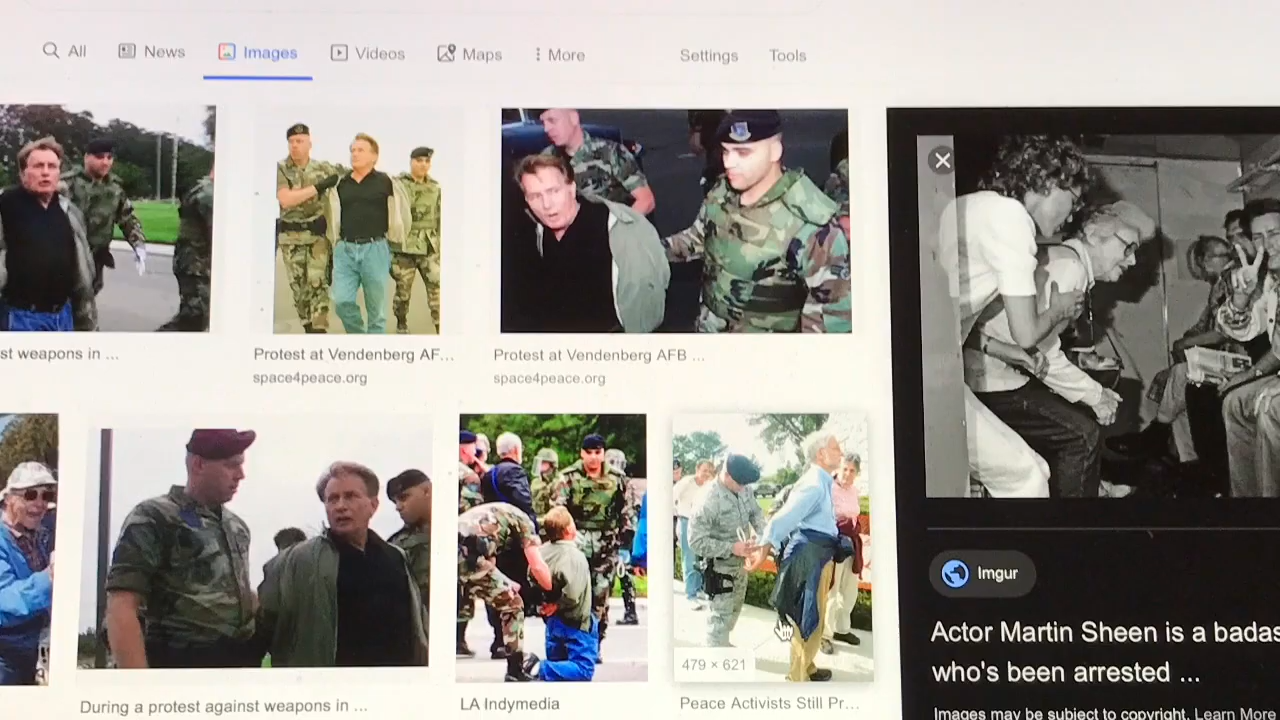 All News Images Videos Maps More Settings Tools
st weapons in ...
Protest at Vendenberg AF...
space4peace.org
Protest at Vendenberg AFB ...
space4peace.org
479 × 621
During a protest against weapons in ...
LA Indymedia
Peace Activists Still Pr...
Imgur
Actor Martin Sheen is a badas
who's been arrested ...
Images may be subject to copyright. Learn More